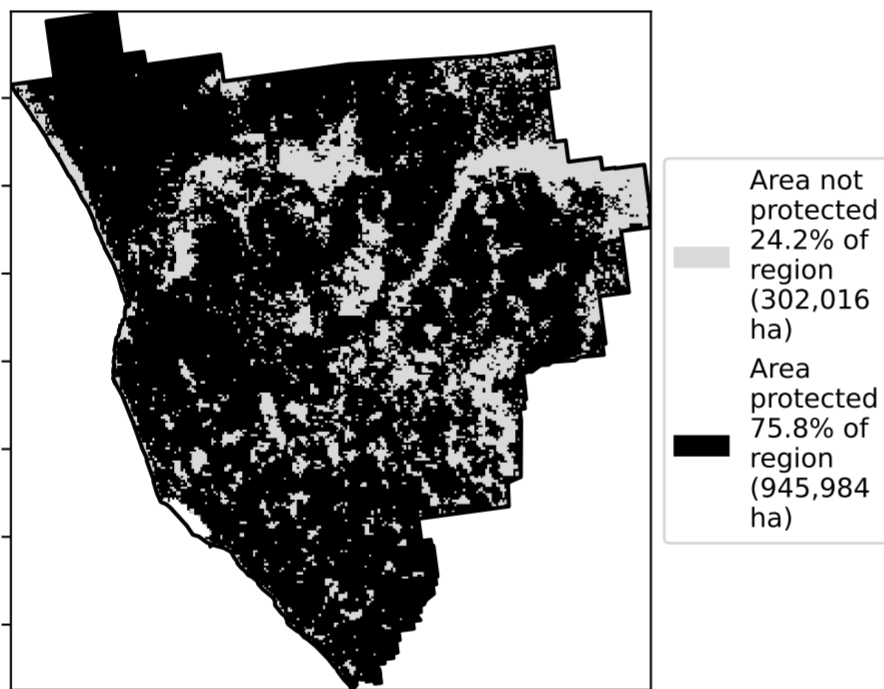 Area not
protected
24.2% of
region
(302,016
ha)
Area
protected
75.8% of
region
(945,984
ha)